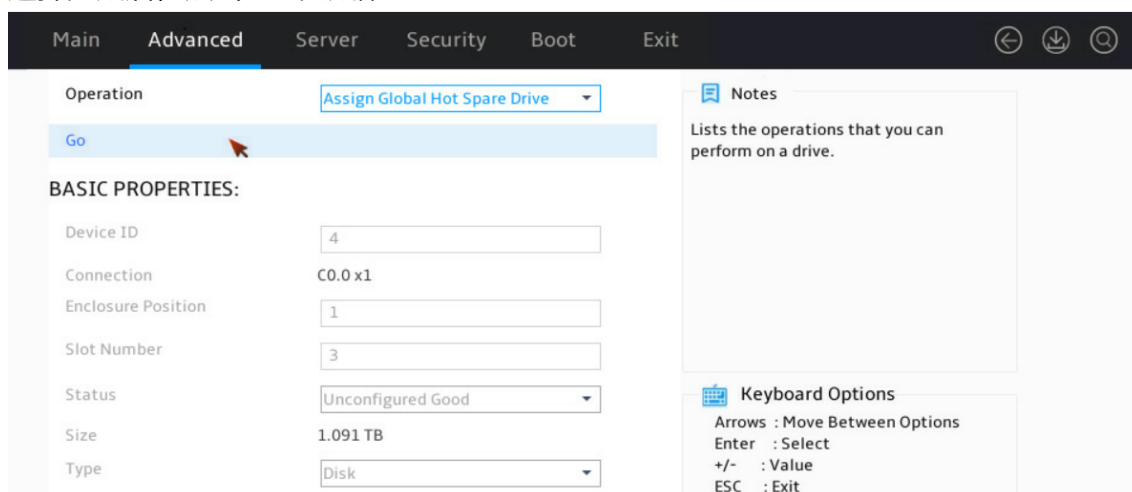 Main Advanced Server Security Boot Exit
Operation Assign Global Hot Spare Drive
Go
BASIC PROPERTIES:
Device ID 4
Connection C0.0 x1
Enclosure Position 1
Slot Number 3
Status Unconfigured Good
Size 1.091 TB
Type Disk
Notes
Lists the operations that you can
perform on a drive.
Keyboard Options
Arrows : Move Between Options
Enter : Select
+/- : Value
ESC : Exit